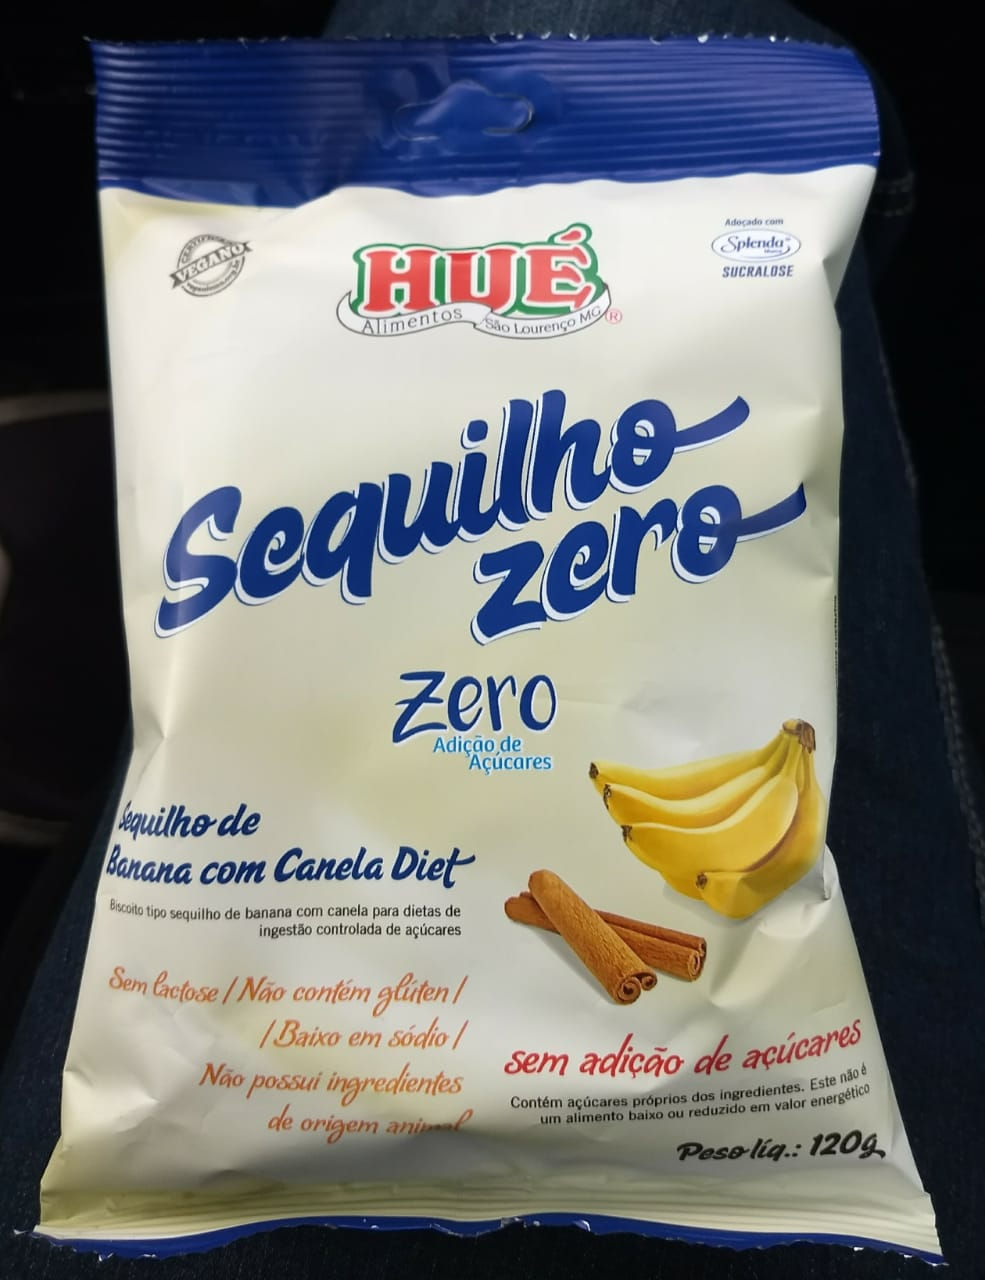 CERTIFICADO
VEGANO
HUÉ
Alimentos São Lourenço MG ®
Adoçado com
Splenda
Marca
SUCRALOSE
Sequilho
zero
Zero
Adição de
Açúcares
Sequilho de
Banana com Canela Diet
Biscoito tipo sequilho de banana com canela para dietas de
ingestão controlada de açúcares
Sem lactose / Não contém glúten /
/ Baixo em sódio /
Não possui ingredientes
de origem animal
sem adição de açúcares
Contém açúcares próprios dos ingredientes. Este não é
um alimento baixo ou reduzido em valor energético
Peso líq.: 120g